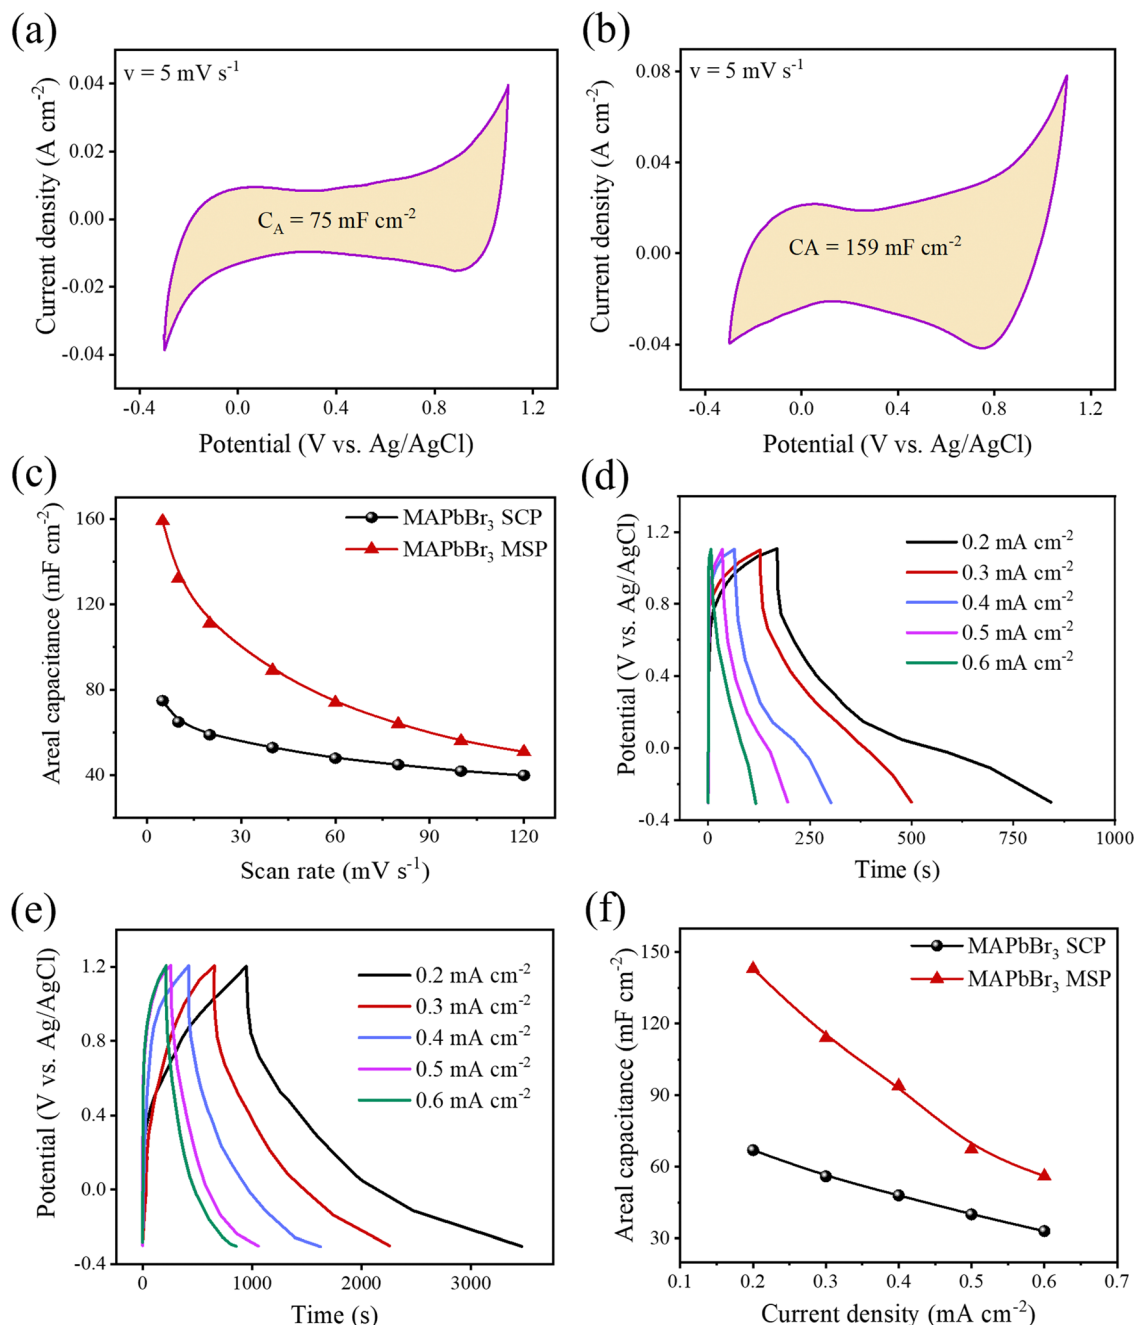 (a)
v = 5 mV s⁻¹
0.04
0.02
0.00
-0.02
-0.04
Current density (A cm⁻²)
C_A = 75 mF cm⁻²
-0.4 0.0 0.4 0.8 1.2
Potential (V vs. Ag/AgCl)
(b)
v = 5 mV s⁻¹
0.08
0.04
0.00
-0.04
Current density (A cm⁻²)
CA = 159 mF cm⁻²
-0.4 0.0 0.4 0.8 1.2
Potential (V vs. Ag/AgCl)
(c)
160
120
80
40
Areal capacitance (mF cm⁻²)
MAPbBr₃ SCP
MAPbBr₃ MSP
0 30 60 90 120
Scan rate (mV s⁻¹)
(d)
1.2
0.8
0.4
0.0
-0.4
Potential (V vs. Ag/AgCl)
0.2 mA cm⁻²
0.3 mA cm⁻²
0.4 mA cm⁻²
0.5 mA cm⁻²
0.6 mA cm⁻²
0 250 500 750 1000
Time (s)
(e)
1.2
0.8
0.4
0.0
-0.4
Potential (V vs. Ag/AgCl)
0.2 mA cm⁻²
0.3 mA cm⁻²
0.4 mA cm⁻²
0.5 mA cm⁻²
0.6 mA cm⁻²
0 1000 2000 3000
Time (s)
(f)
150
120
90
60
30
Areal capacitance (mF cm⁻²)
MAPbBr₃ SCP
MAPbBr₃ MSP
0.1 0.2 0.3 0.4 0.5 0.6 0.7
Current density (mA cm⁻²)